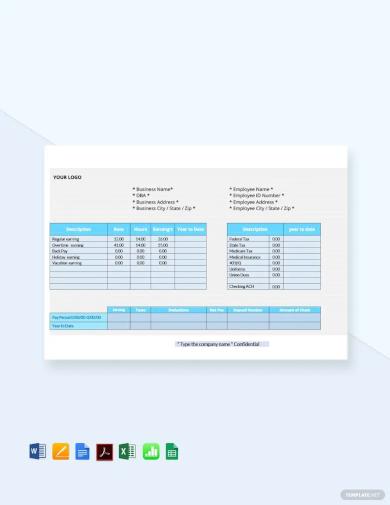 YOUR LOGO
* Business Name*
* DBA *
* Business Address *
* Business City / State / Zip *
* Employee Name *
* Employee ID Number *
* Employee Address *
* Employee City / State / Zip *
Description Rate Hours Earning's Year to Date
Regular earning 12.00 14.00 26.00
Overtime earning 41.00 14.00 55.00
Back Pay 0.00 0.00 0.00
Holiday earning 0.00 0.00 0.00
Vacation earning 0.00 0.00 0.00
Description year to date
Federal Tax 0.00
State Tax 0.00
Medicare Tax 0.00
Medical Insurance 0.00
401(K) 0.00
Uniforms 0.00
Union Dues 0.00
Checking ACH 0.00
Taxes Deductions Net Pay Deposit Number Amount of Check
Pay Period
Year to Date
* Type the company name * Confidential
W
X
TEMPLATE.NET